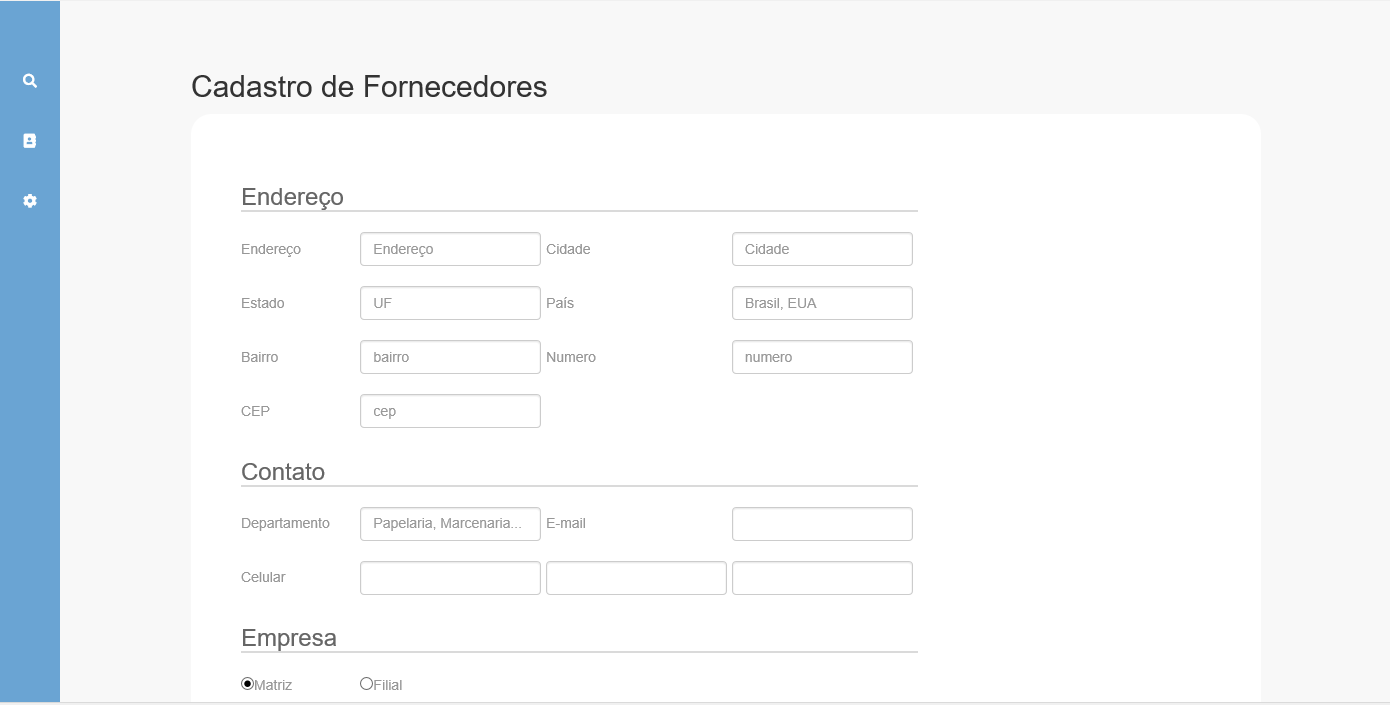 Cadastro de Fornecedores
Endereço
Endereço Endereço Cidade Cidade
Estado UF País Brasil, EUA
Bairro bairro Numero numero
CEP cep
Contato
Departamento Papelaria, Marcenaria... E-mail
Celular
Empresa
Matriz Filial